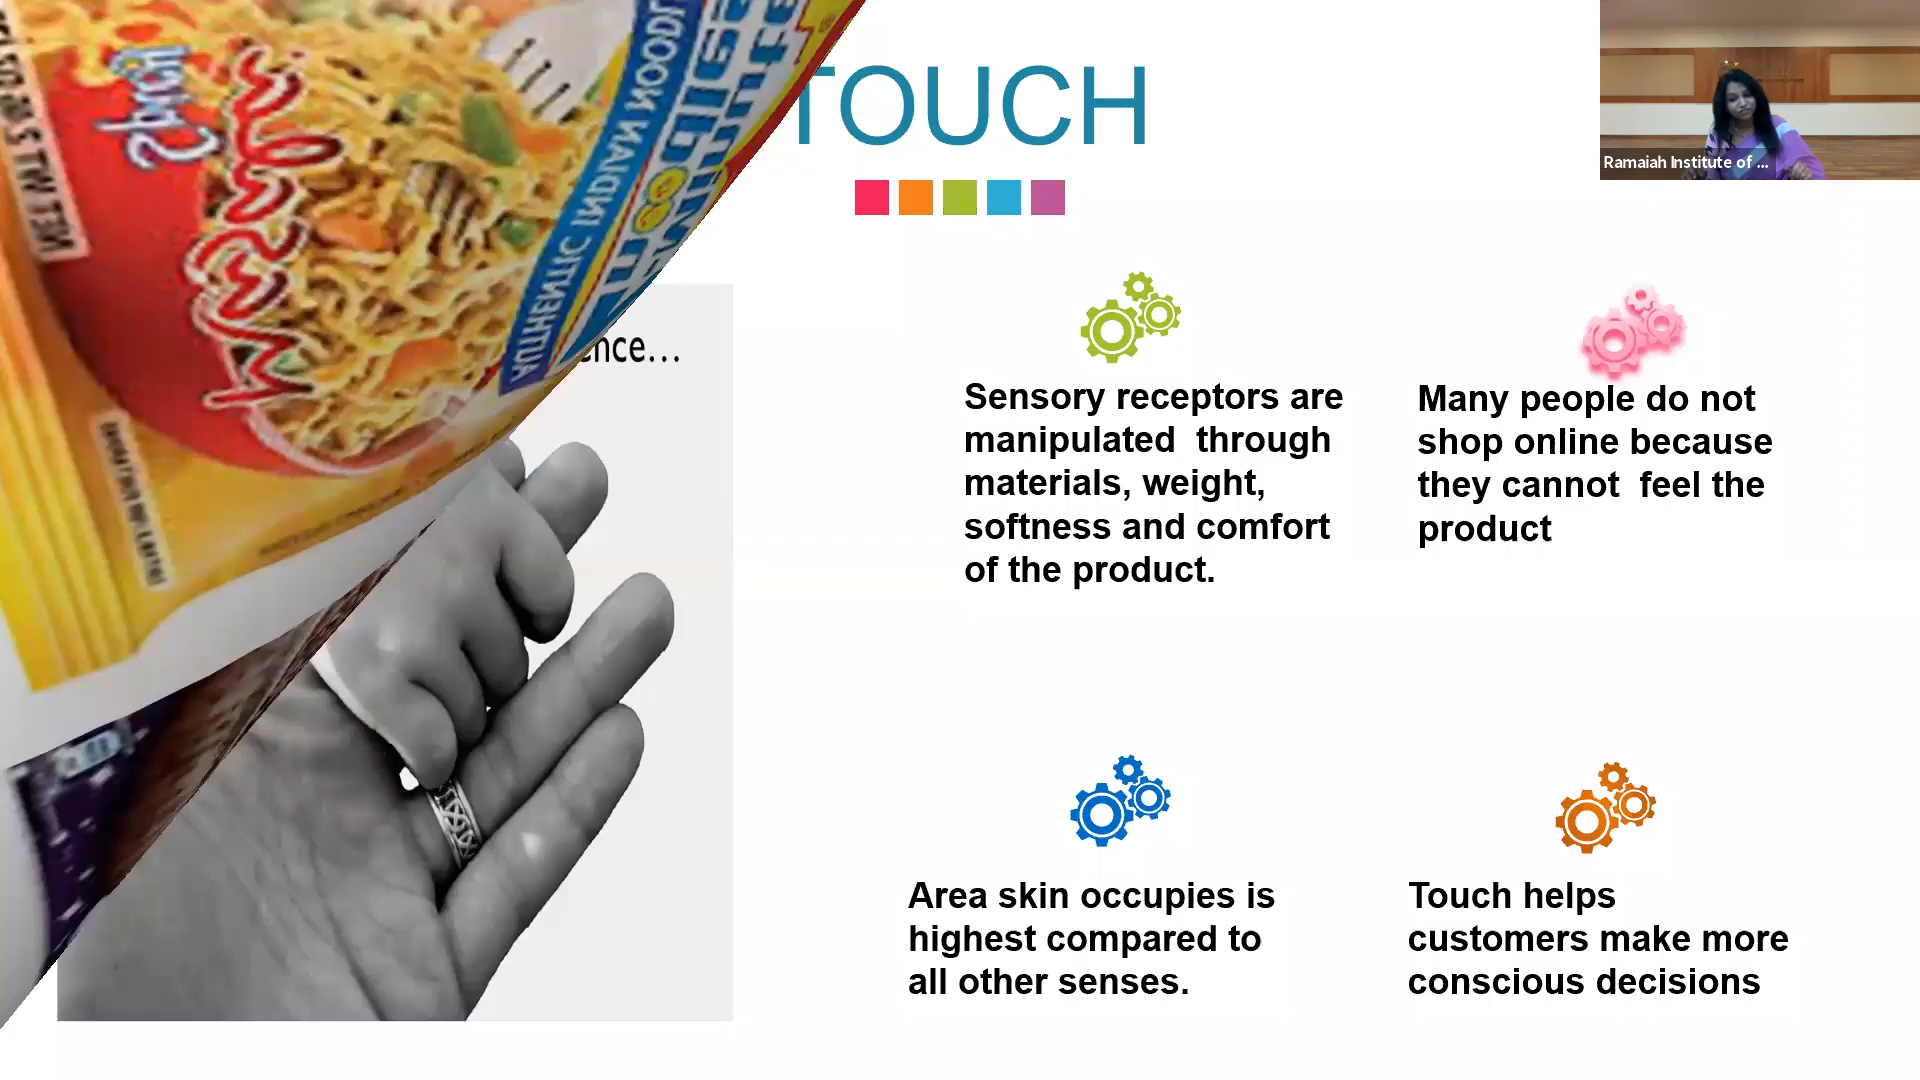 TOUCH
Ramaiah Institute of ...
AUTHENTIC INDIAN
ence...
Sensory receptors are
manipulated through
materials, weight,
softness and comfort
of the product.
Many people do not
shop online because
they cannot feel the
product
Area skin occupies is
highest compared to
all other senses.
Touch helps
customers make more
conscious decisions